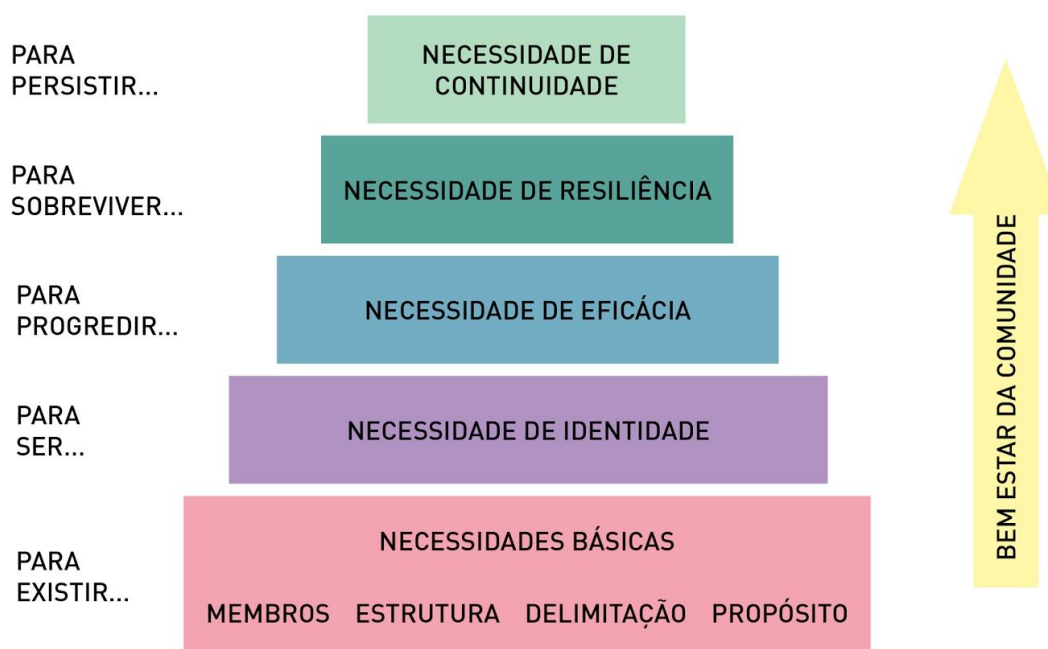 PARA
PERSISTIR...
NECESSIDADE DE
CONTINUIDADE
PARA
SOBREVIVER...
NECESSIDADE DE RESILIÊNCIA
PARA
PROGREDIR...
NECESSIDADE DE EFICÁCIA
PARA
SER...
NECESSIDADE DE IDENTIDADE
PARA
EXISTIR...
NECESSIDADES BÁSICAS
MEMBROS ESTRUTURA DELIMITAÇÃO PROPÓSITO
BEM ESTAR DA COMUNIDADE